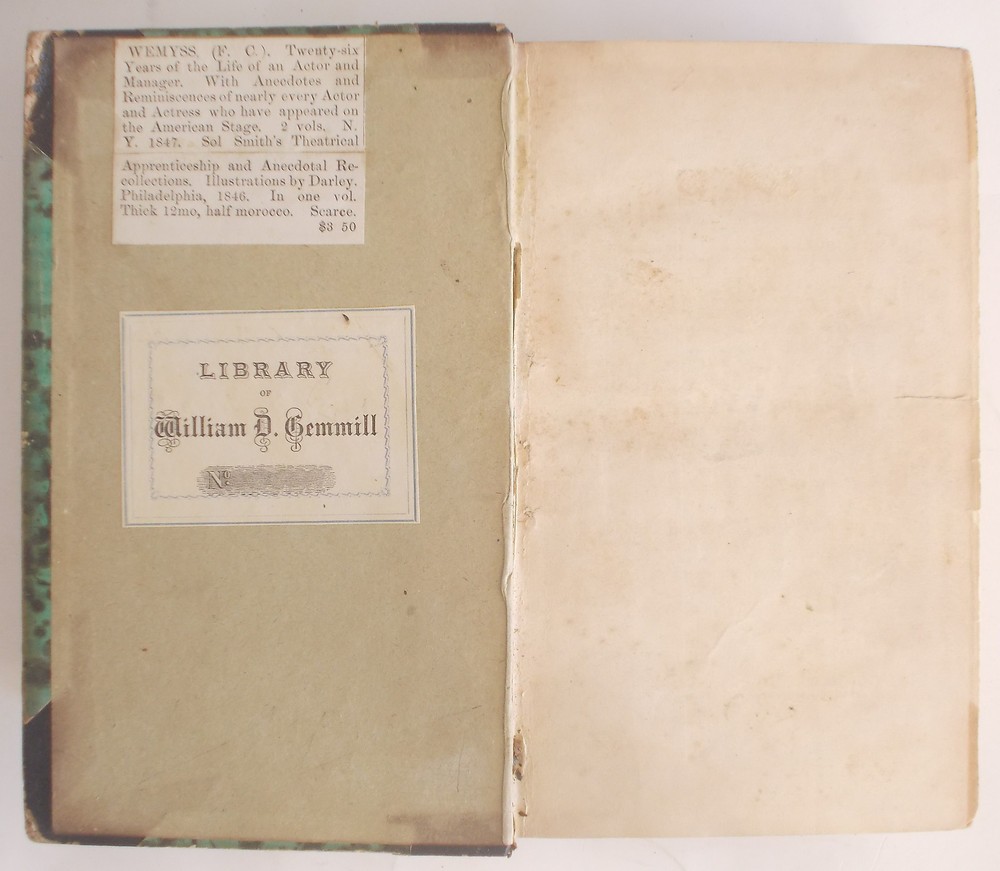 WEMYSS, (F. C.), Twenty-six
Years of the Life of an Actor and
Manager. With Anecdotes and
Reminiscences of nearly every Actor
and Actress who have appeared on
the American Stage. 2 vols. N.
Y. 1847. Sol Smith's Theatrical
Apprenticeship and Anecdotal Re-
collections. Illustrations by Darley.
Philadelphia, 1846. In one vol.
Thick 12mo, half morocco. Scarce.
$3 50
LIBRARY
OF
William D. Gemmill
No.